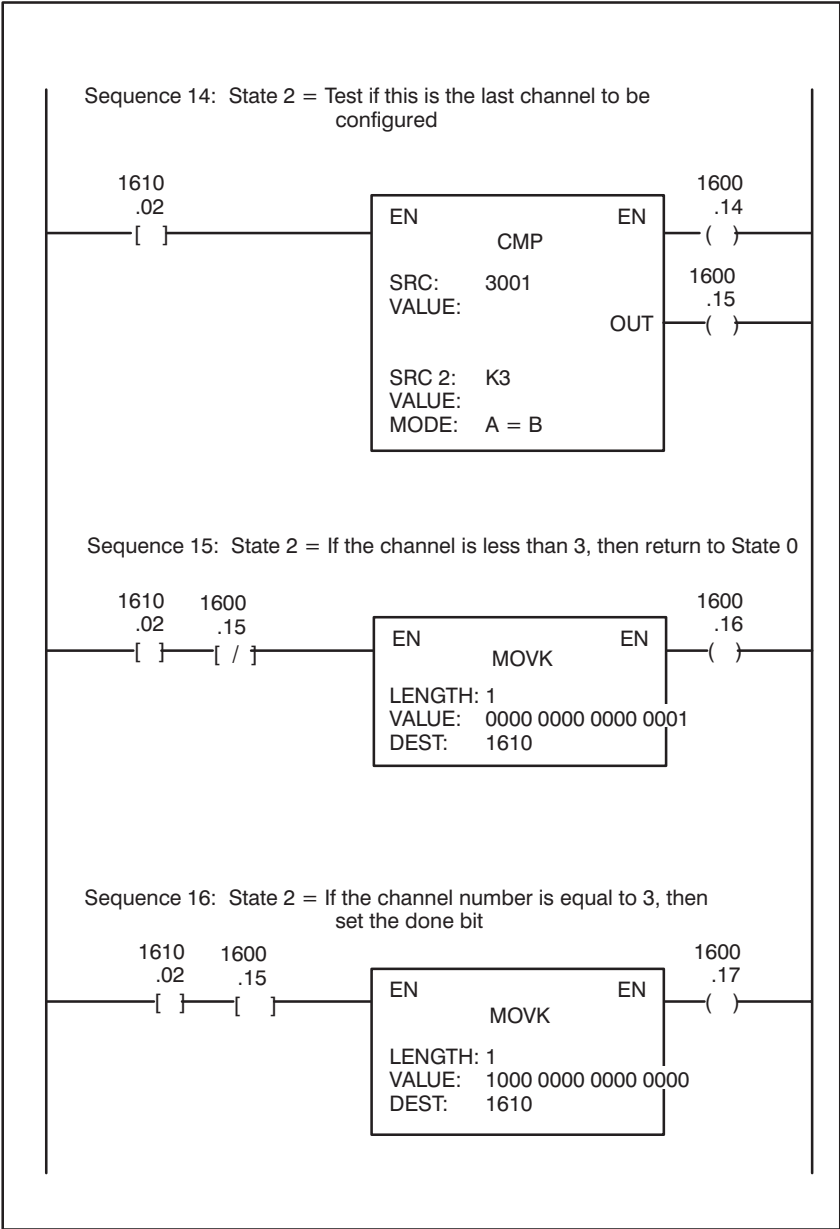 Sequence 14: State 2 = Test if this is the last channel to be
configured
1610
.02
[ ]
EN EN
CMP
SRC: 3001
VALUE:
OUT
SRC 2: K3
VALUE:
MODE: A = B
1600
.14
( )
1600
.15
( )
Sequence 15: State 2 = If the channel is less than 3, then return to State 0
1610 1600
.02 .15
[ ] [ / ]
EN EN
MOVK
LENGTH: 1
VALUE: 0000 0000 0000 0001
DEST: 1610
1600
.16
( )
Sequence 16: State 2 = If the channel number is equal to 3, then
set the done bit
1610 1600
.02 .15
[ ] [ ]
EN EN
MOVK
LENGTH: 1
VALUE: 1000 0000 0000 0000
DEST: 1610
1600
.17
( )